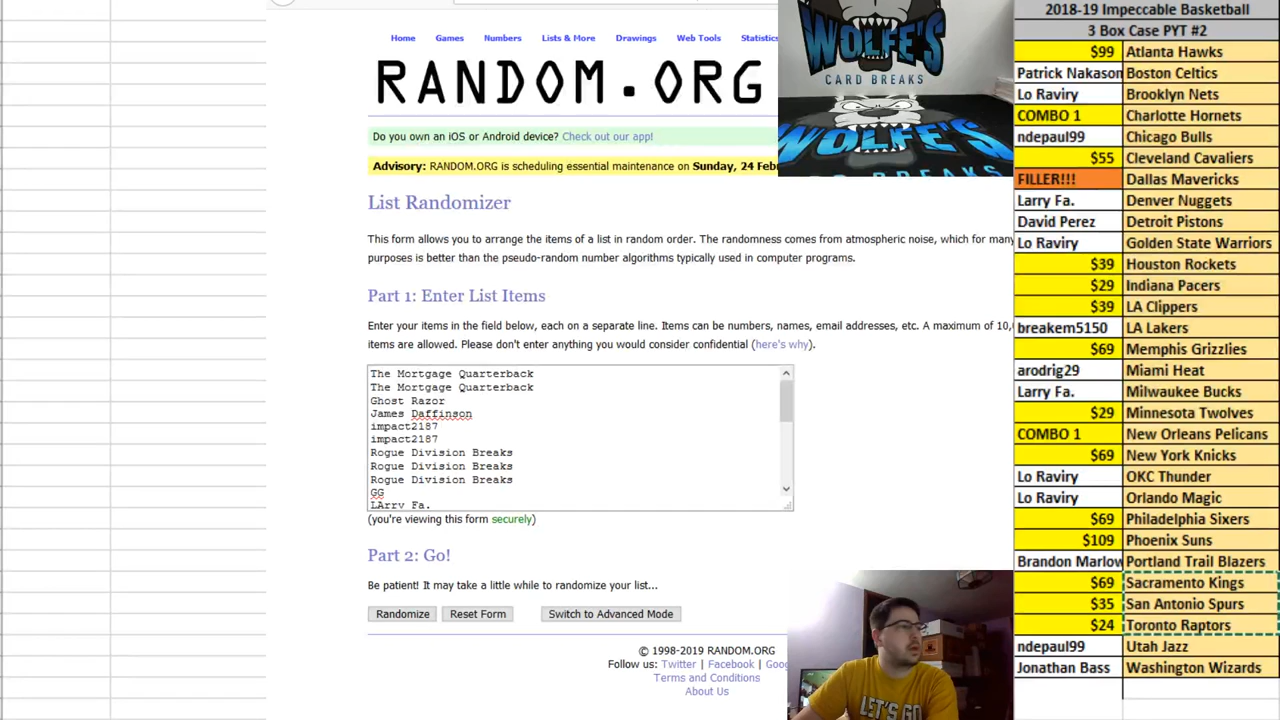 Home Games Numbers Lists & More Drawings Web Tools Statistics
RANDOM.ORG
Do you own an iOS or Android device? Check out our app!
Advisory: RANDOM.ORG is scheduling essential maintenance on Sunday, 24 Feb
List Randomizer
This form allows you to arrange the items of a list in random order. The randomness comes from atmospheric noise, which for many
purposes is better than the pseudo-random number algorithms typically used in computer programs.
Part 1: Enter List Items
Enter your items in the field below, each on a separate line. Items can be numbers, names, email addresses, etc. A maximum of 10,
items are allowed. Please don't enter anything you would consider confidential (here's why).
The Mortgage Quarterback
The Mortgage Quarterback
Ghost Razor
James Daffinson
impact2187
impact2187
Rogue Division Breaks
Rogue Division Breaks
Rogue Division Breaks
GG
LArry Fa.
(you're viewing this form securely)
Part 2: Go!
Be patient! It may take a little while to randomize your list...
Randomize Reset Form Switch to Advanced Mode
© 1998-2019 RANDOM.ORG
Follow us: Twitter | Facebook | Goog
Terms and Conditions
About Us
WOLFE'S
CARD BREAKS
WOLFE'S
CARD BREAKS
LET'S GO
2018-19 Impeccable Basketball
3 Box Case PYT #2
$99 Atlanta Hawks
Patrick Nakason Boston Celtics
Lo Raviry Brooklyn Nets
COMBO 1 Charlotte Hornets
ndepaul99 Chicago Bulls
$55 Cleveland Cavaliers
FILLER!!! Dallas Mavericks
Larry Fa. Denver Nuggets
David Perez Detroit Pistons
Lo Raviry Golden State Warriors
$39 Houston Rockets
$29 Indiana Pacers
$39 LA Clippers
breakem5150 LA Lakers
$69 Memphis Grizzlies
arodrig29 Miami Heat
Larry Fa. Milwaukee Bucks
$29 Minnesota Twolves
COMBO 1 New Orleans Pelicans
$69 New York Knicks
Lo Raviry OKC Thunder
Lo Raviry Orlando Magic
$69 Philadelphia Sixers
$109 Phoenix Suns
Brandon Marlow Portland Trail Blazers
$69 Sacramento Kings
$35 San Antonio Spurs
$24 Toronto Raptors
ndepaul99 Utah Jazz
Jonathan Bass Washington Wizards